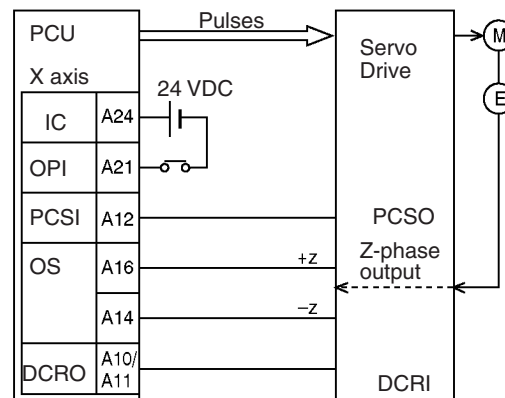 PCU
Pulses
Servo
Drive
M
X axis
24 VDC
E
IC
A24
OPI
A21
PCSI
A12
PCSO
OS
A16
+z
Z-phase
output
A14
–z
DCRO
A10/
A11
DCRI